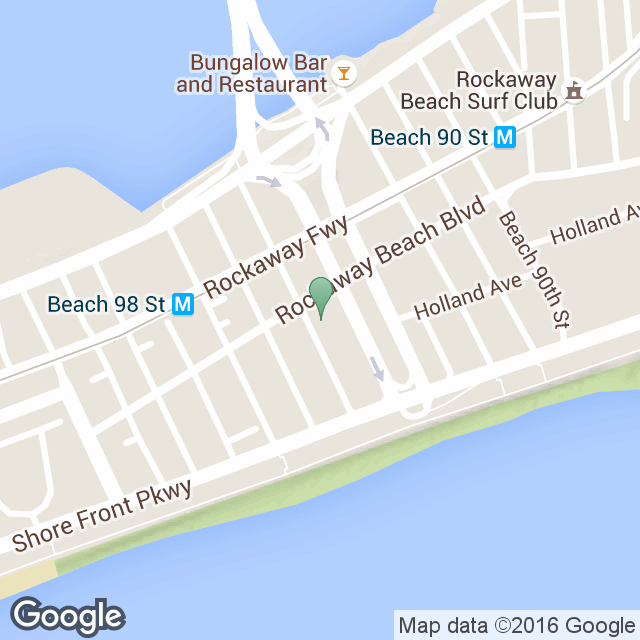 Bungalow Bar
and Restaurant
Rockaway
Beach Surf Club
Beach 90 St M
Rockaway Fwy
Rockaway Beach Blvd
Beach 90th St
Holland Av
Holland Ave
Beach 98 St M
Shore Front Pkwy
Google
Map data ©2016 Google